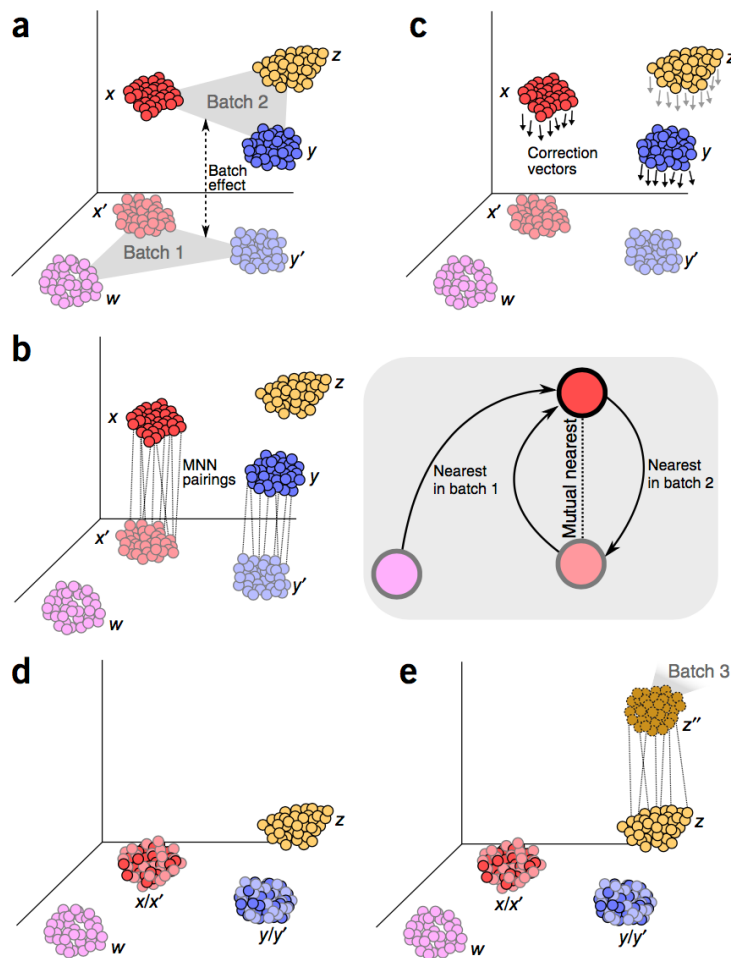 a
x
z
Batch 2
y
Batch
effect
x′
Batch 1
y′
w
c
x
z
y
Correction
vectors
x′
y′
w
b
x
z
y
MNN
pairings
x′
y′
w
Nearest
in batch 1
Mutual nearest
Nearest
in batch 2
d
z
x/x′
y/y′
w
e
Batch 3
z′′
z
x/x′
y/y′
w